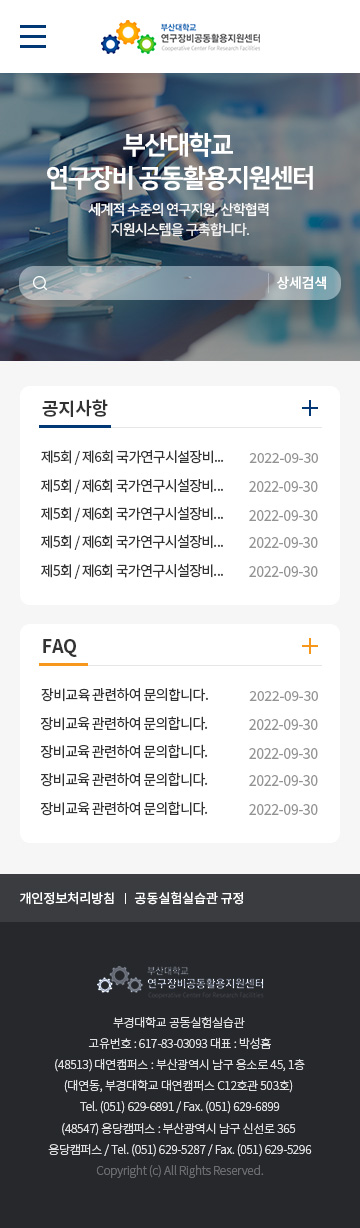 부산대학교
연구장비공동활용지원센터
Cooperative Center For Research Facilities
부산대학교
연구장비 공동활용지원센터
세계적 수준의 연구지원, 산학협력
지원시스템을 구축합니다.
상세검색
공지사항
제5회 / 제6회 국가연구시설장비... 2022-09-30
제5회 / 제6회 국가연구시설장비... 2022-09-30
제5회 / 제6회 국가연구시설장비... 2022-09-30
제5회 / 제6회 국가연구시설장비... 2022-09-30
제5회 / 제6회 국가연구시설장비... 2022-09-30
FAQ
장비교육 관련하여 문의합니다. 2022-09-30
장비교육 관련하여 문의합니다. 2022-09-30
장비교육 관련하여 문의합니다. 2022-09-30
장비교육 관련하여 문의합니다. 2022-09-30
장비교육 관련하여 문의합니다. 2022-09-30
개인정보처리방침 | 공동실험실습관 규정
부산대학교
연구장비공동활용지원센터
Cooperative Center For Research Facilities
부경대학교 공동실험실습관
고유번호 : 617-83-03093 대표 : 박성흠
(48513) 대연캠퍼스 : 부산광역시 남구 용소로 45, 1층
(대연동, 부경대학교 대연캠퍼스 C12호관 503호)
Tel. (051) 629-6891 / Fax. (051) 629-6899
(48547) 용당캠퍼스 : 부산광역시 남구 신선로 365
용당캠퍼스 / Tel. (051) 629-5287 / Fax. (051) 629-5296
Copyright (c) All Rights Reserved.